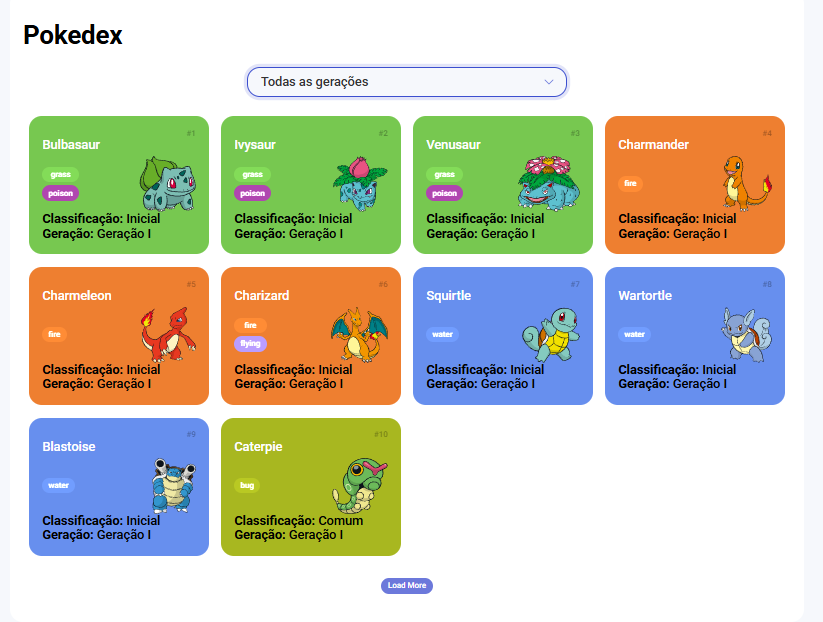 Pokedex
Todas as gerações
#1
Bulbasaur
grass
poison
Classificação: Inicial
Geração: Geração I
#2
Ivysaur
grass
poison
Classificação: Inicial
Geração: Geração I
#3
Venusaur
grass
poison
Classificação: Inicial
Geração: Geração I
#4
Charmander
fire
Classificação: Inicial
Geração: Geração I
#5
Charmeleon
fire
Classificação: Inicial
Geração: Geração I
#6
Charizard
fire
flying
Classificação: Inicial
Geração: Geração I
#7
Squirtle
water
Classificação: Inicial
Geração: Geração I
#8
Wartortle
water
Classificação: Inicial
Geração: Geração I
#9
Blastoise
water
Classificação: Inicial
Geração: Geração I
#10
Caterpie
bug
Classificação: Comum
Geração: Geração I
Load More